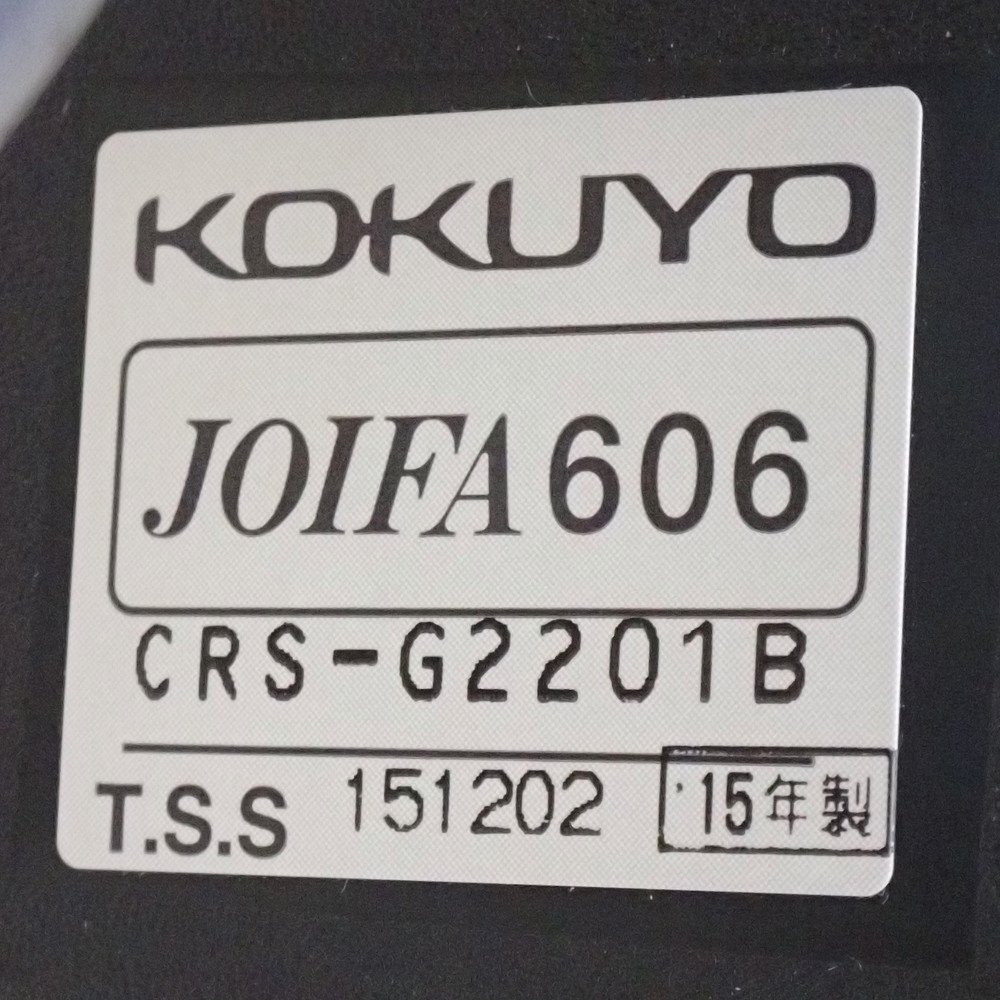 KOKUYO
JOIFA 606
CRS-G2201B
T.S.S 151202 '15年製